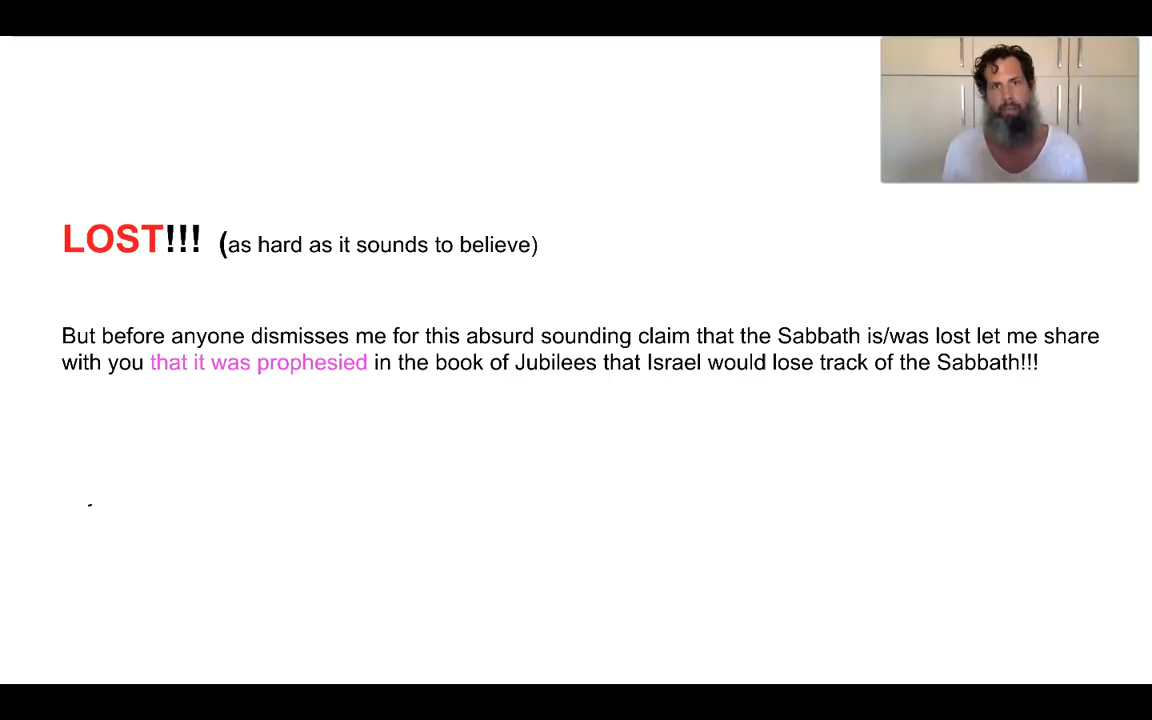 LOST!!! (as hard as it sounds to believe)
But before anyone dismisses me for this absurd sounding claim that the Sabbath is/was lost let me share
with you that it was prophesied in the book of Jubilees that Israel would lose track of the Sabbath!!!